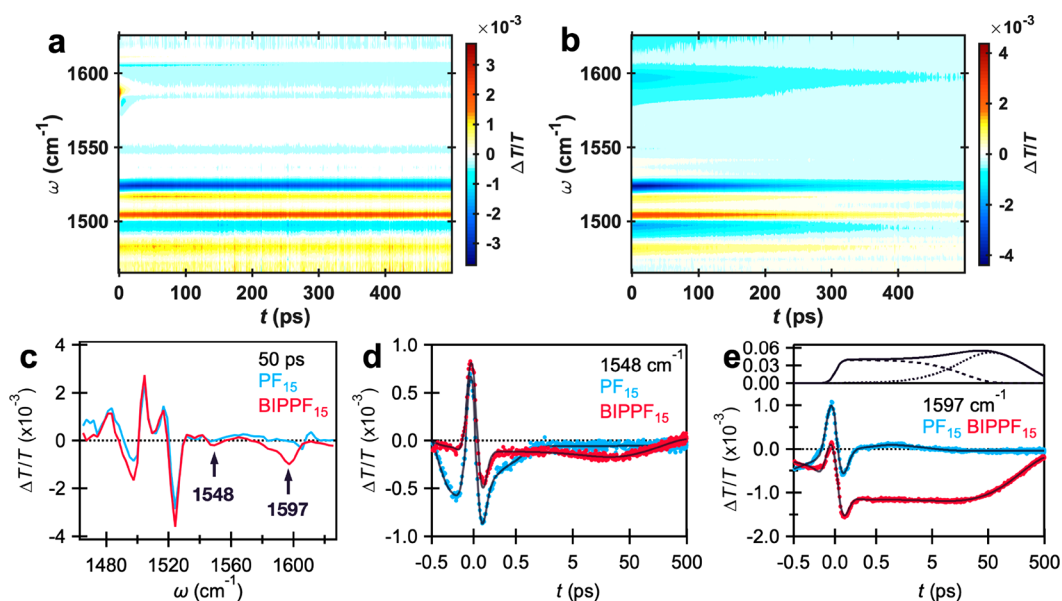 a
×10⁻³
1600
1550
1500
ω (cm⁻¹)
0
100
200
300
400
t (ps)
3
2
1
0
-1
-2
-3
ΔT/T
b
×10⁻³
1600
1550
1500
ω (cm⁻¹)
0
100
200
300
400
t (ps)
4
2
0
-2
-4
ΔT/T
c
4
2
0
-2
-4
ΔT/T (x10⁻³)
50 ps
PF₁₅
BIPPF₁₅
1548
1597
1480
1520
1560
1600
ω (cm⁻¹)
d
1.0
0.5
0.0
-0.5
-1.0
ΔT/T (x10⁻³)
1548 cm⁻¹
PF₁₅
BIPPF₁₅
-0.5
0.0
0.5
5
50
500
t (ps)
e
0.06
0.03
0.00
1.0
0.0
-1.0
-2.0
ΔT/T (x10⁻³)
1597 cm⁻¹
PF₁₅ BIPPF₁₅
-0.5
0.0
0.5
5
50
500
t (ps)